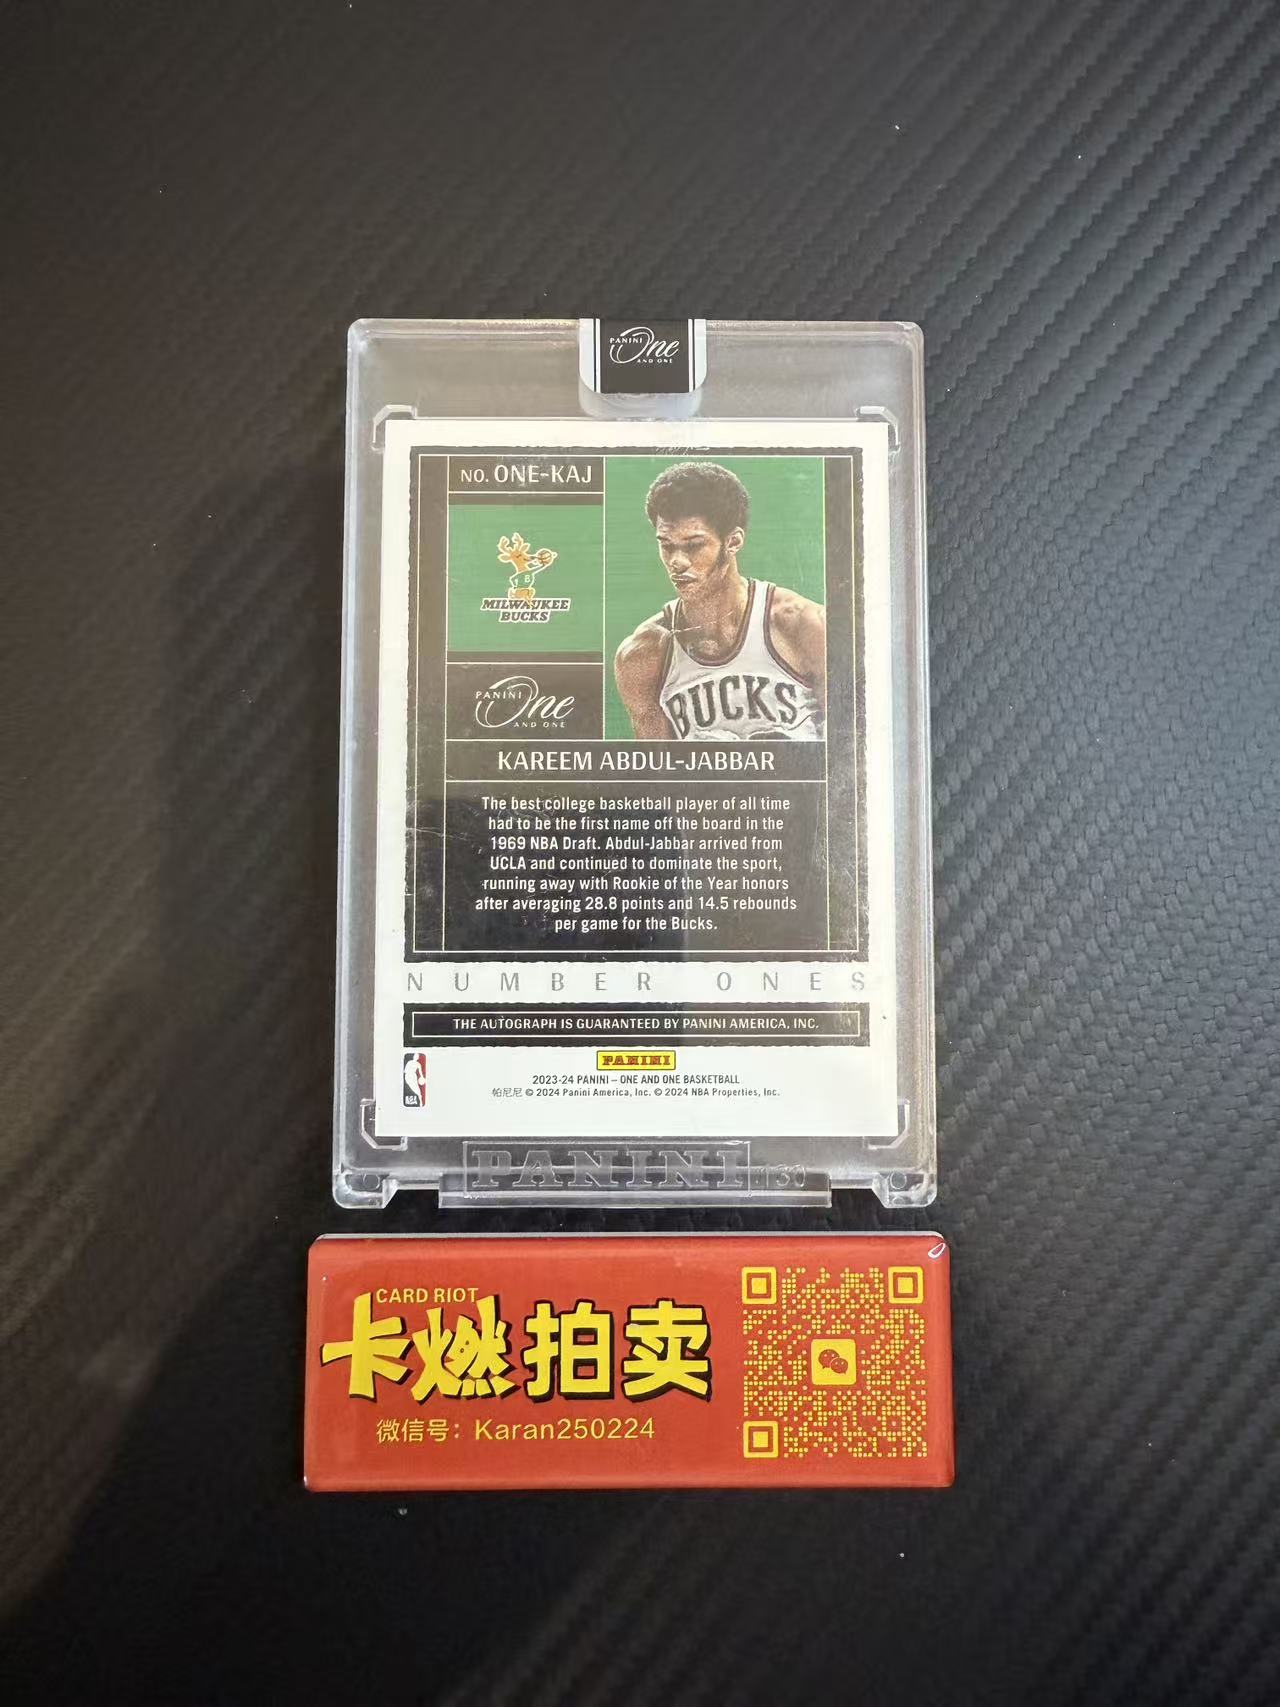 PANINI
One
AND ONE
NO. ONE-KAJ
B
MILWAUKEE
BUCKS
PANINI
One
AND ONE
BUCKS
KAREEM ABDUL-JABBAR
The best college basketball player of all time
had to be the first name off the board in the
1969 NBA Draft. Abdul-Jabbar arrived from
UCLA and continued to dominate the sport,
running away with Rookie of the Year honors
after averaging 28.8 points and 14.5 rebounds
per game for the Bucks.
NUMBER ONES
THE AUTOGRAPH IS GUARANTEED BY PANINI AMERICA, INC.
PANINI
2023-24 PANINI – ONE AND ONE BASKETBALL
帕尼尼 © 2024 Panini America, Inc. © 2024 NBA Properties, Inc.
PANINI 130
CARD RIOT
卡燃拍卖
微信号：Karan250224